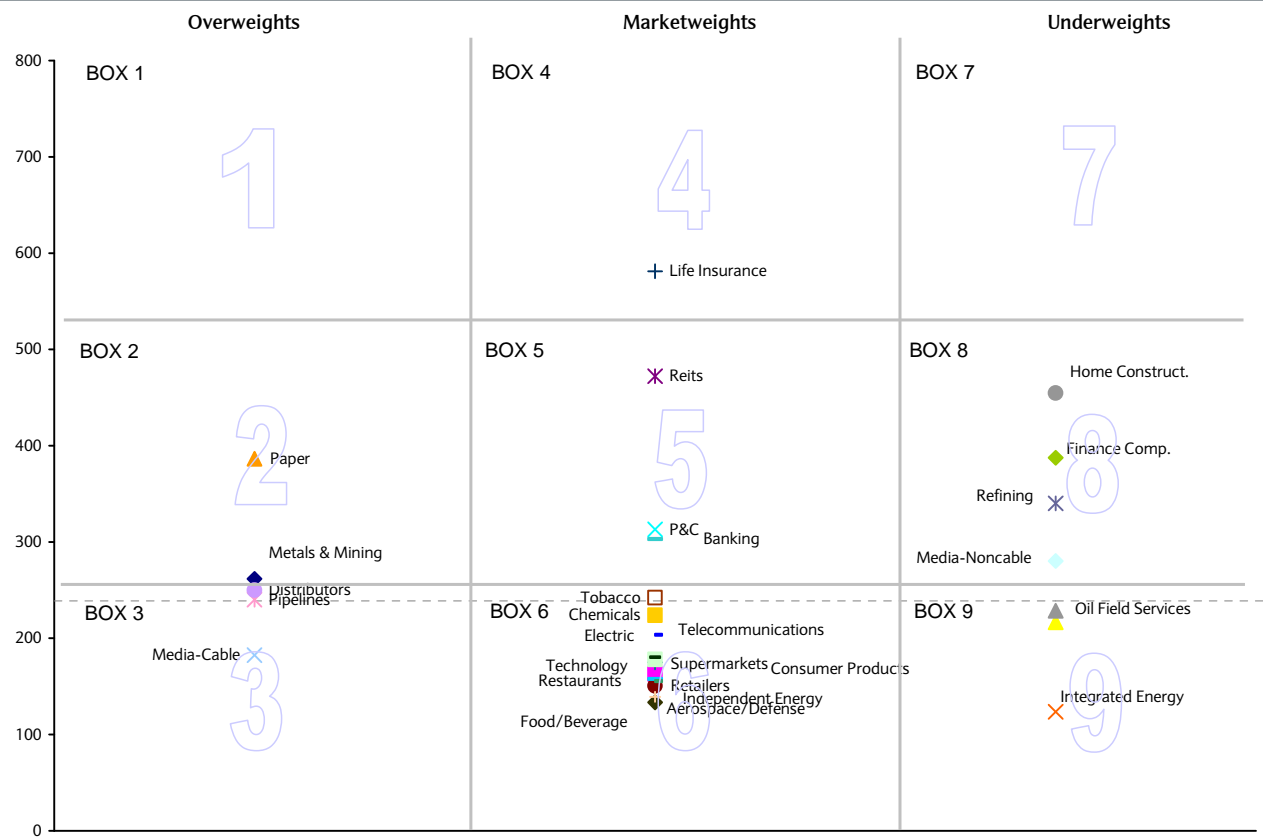 Overweights Marketweights Underweights
800
BOX 1 BOX 4 BOX 7
700
1 4 7
600
Life Insurance
500
BOX 2 BOX 5 BOX 8
Reits
Home Construct.
400
2 5 8
Paper
Finance Comp.
Refining
300
P&C Banking
Metals & Mining
Media-Noncable
Distributors
Pipelines
Tobacco
BOX 3 BOX 6 BOX 9
Oil Field Services
Chemicals
200
Electric Telecommunications
Media-Cable
Technology Supermarkets Consumer Products
Restaurants Retailers
3 6 9
Independent Energy
Integrated Energy
Aerospace/Defense
Food/Beverage
100
0